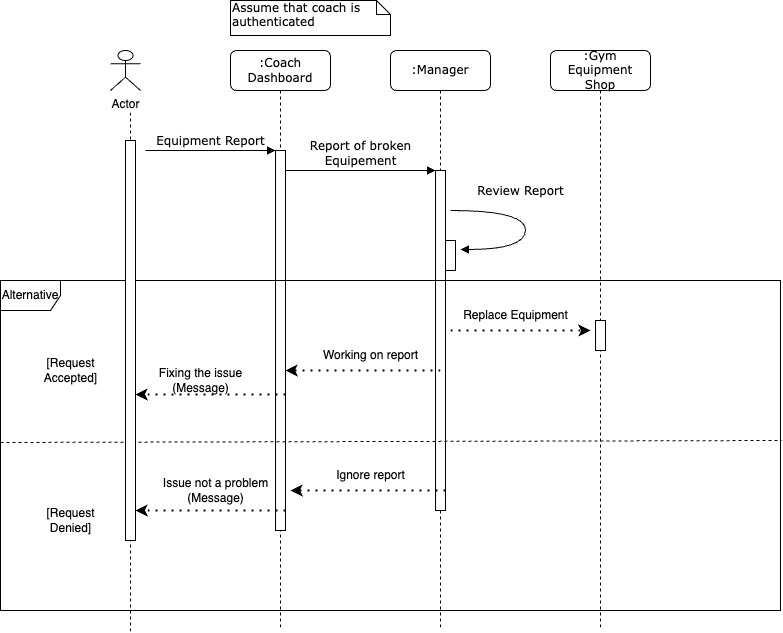 Assume that coach is
authenticated
:Coach
Dashboard
:Manager
:Gym
Equipment
Shop
Actor
Equipment Report
Report of broken
Equipement
Review Report
Alternative
Replace Equipment
[Request
Accepted]
Working on report
Fixing the issue
(Message)
Ignore report
Issue not a problem
(Message)
[Request
Denied]